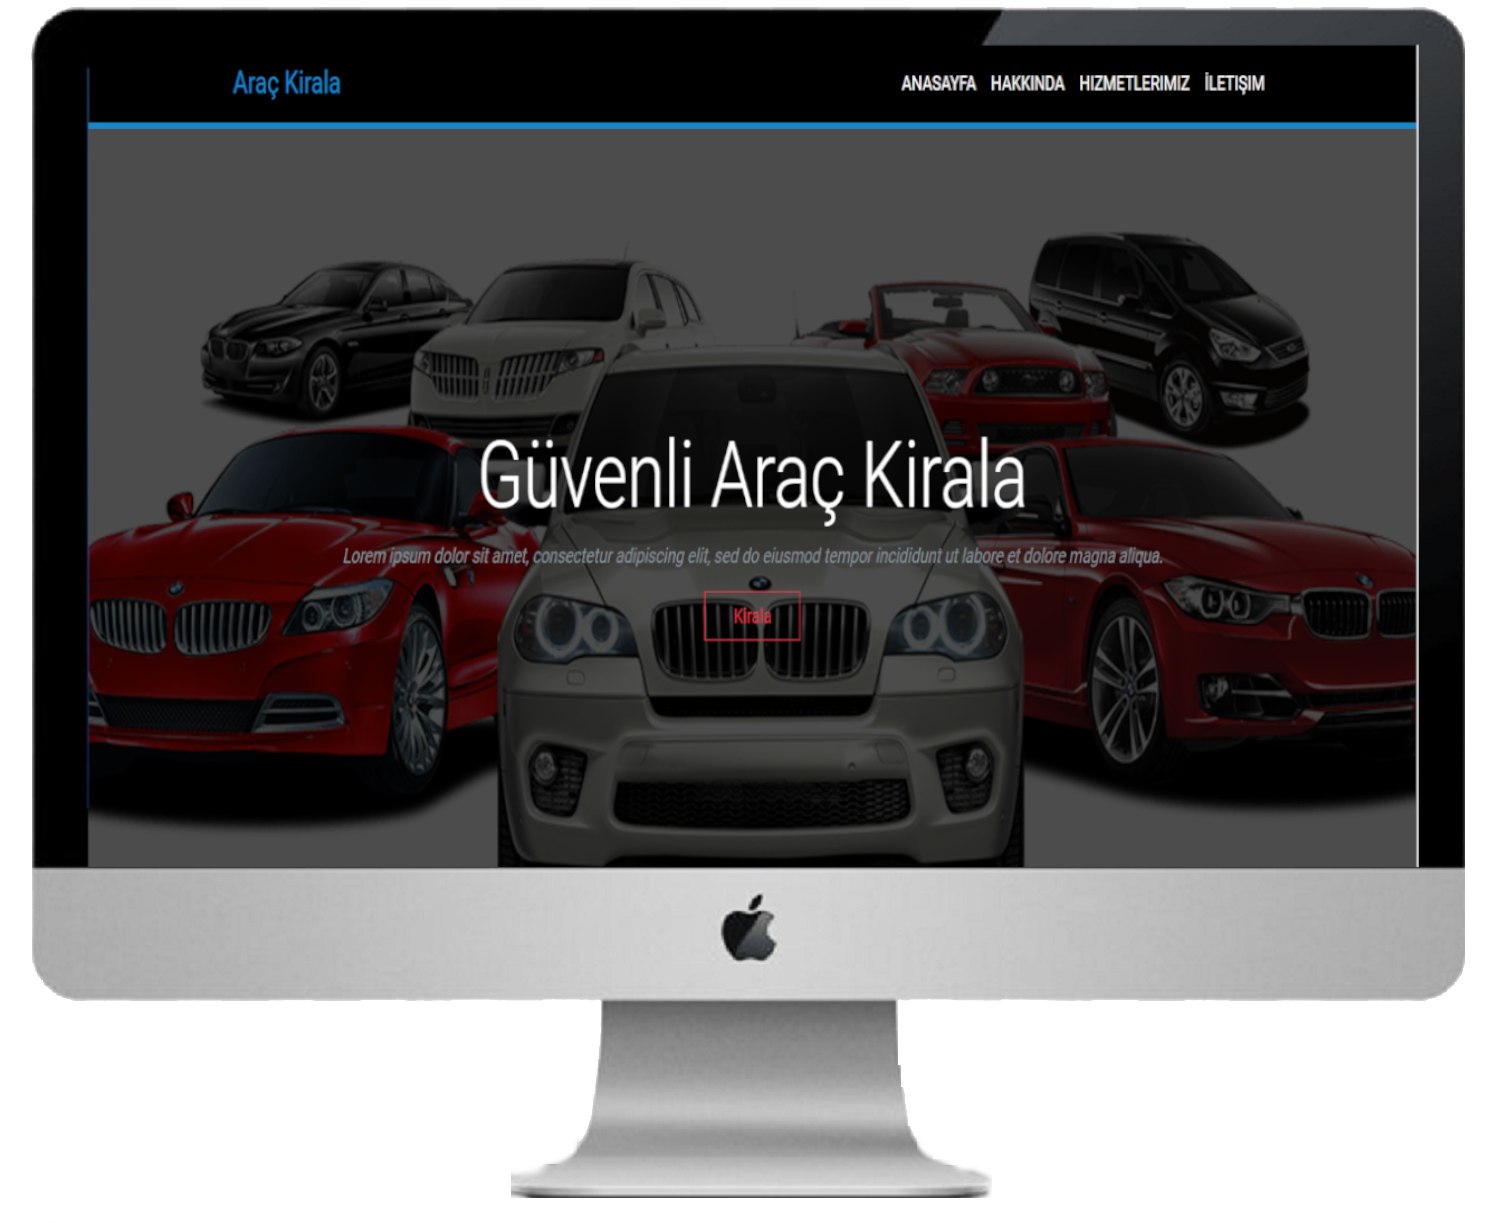 Araç Kirala
ANASAYFA HAKKINDA HIZMETLERIMIZ İLETIŞIM
Güvenli Araç Kirala
Lorem ipsum dolor sit amet, consectetur adipiscing elit, sed do eiusmod tempor incididunt ut labore et dolore magna aliqua.
Kirala